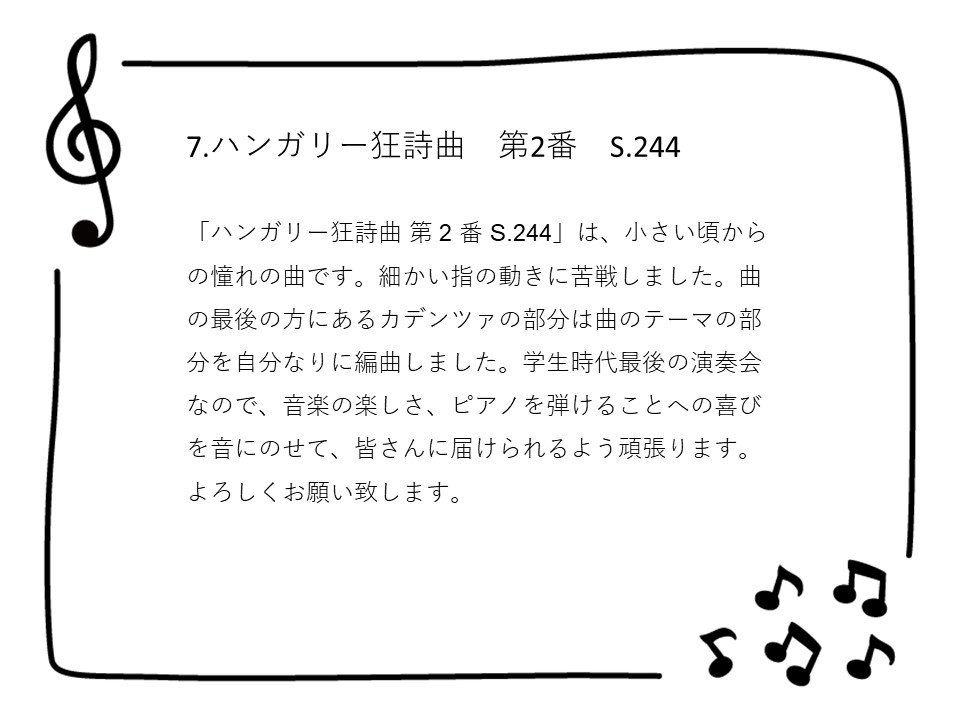 7.ハンガリー狂詩曲　第2番　S.244
「ハンガリー狂詩曲 第 2 番 S.244」は、小さい頃から
の憧れの曲です。細かい指の動きに苦戦しました。曲
の最後の方にあるカデンツァの部分は曲のテーマの部
分を自分なりに編曲しました。学生時代最後の演奏会
なので、音楽の楽しさ、ピアノを弾けることへの喜び
を音にのせて、皆さんに届けられるよう頑張ります。
よろしくお願い致します。